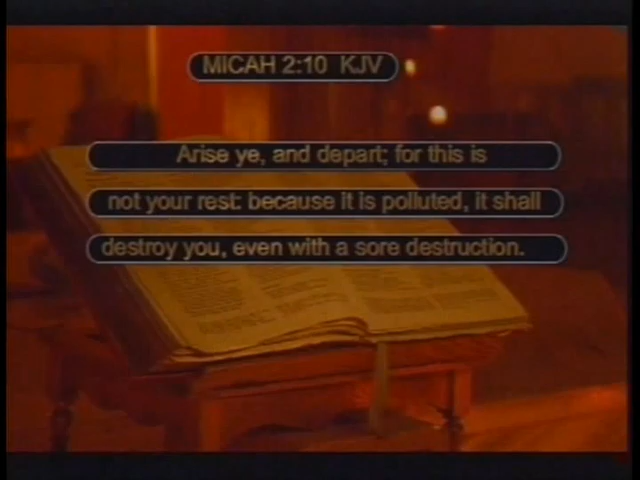 MICAH 2:10 KJV
Arise ye, and depart; for this is
not your rest: because it is polluted, it shall
destroy you, even with a sore destruction.